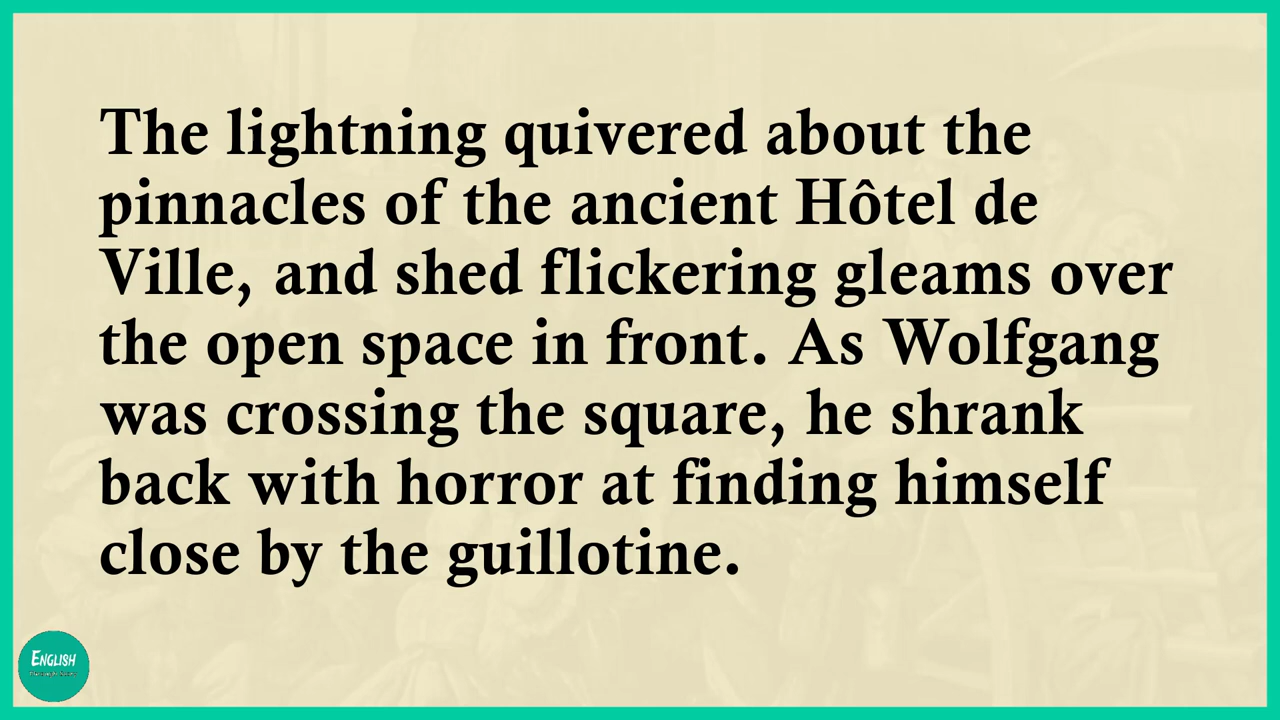 The lightning quivered about the
pinnacles of the ancient Hôtel de
Ville, and shed flickering gleams over
the open space in front. As Wolfgang
was crossing the square, he shrank
back with horror at finding himself
close by the guillotine.
ENGLISH